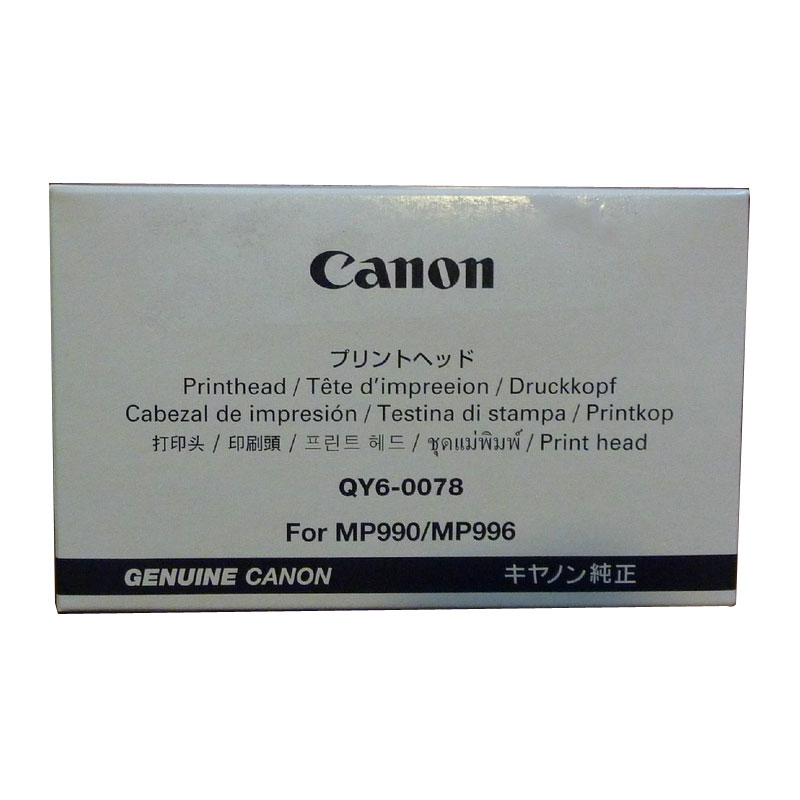 Canon
プリントヘッド
Printhead / Tête d'impreeion / Druckkopf
Cabezal de impresión / Testina di stampa / Printkop
打印头 / 印刷頭 / 프린트 헤드 / ชุดแม่พิมพ์ / Print head
QY6-0078
For MP990/MP996
GENUINE CANON キヤノン純正